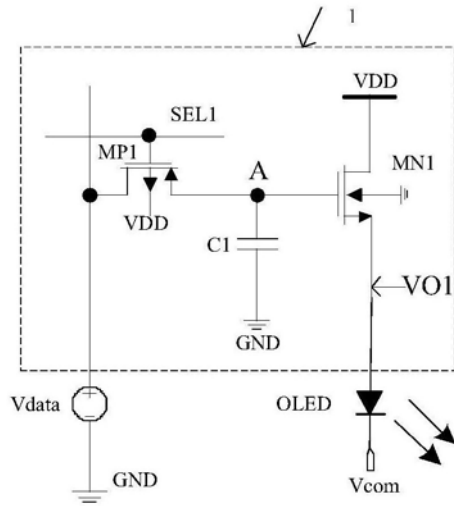 1
VDD
SEL1
MP1
MN1
A
VDD
C1
VO1
GND
OLED
Vdata
GND
Vcom